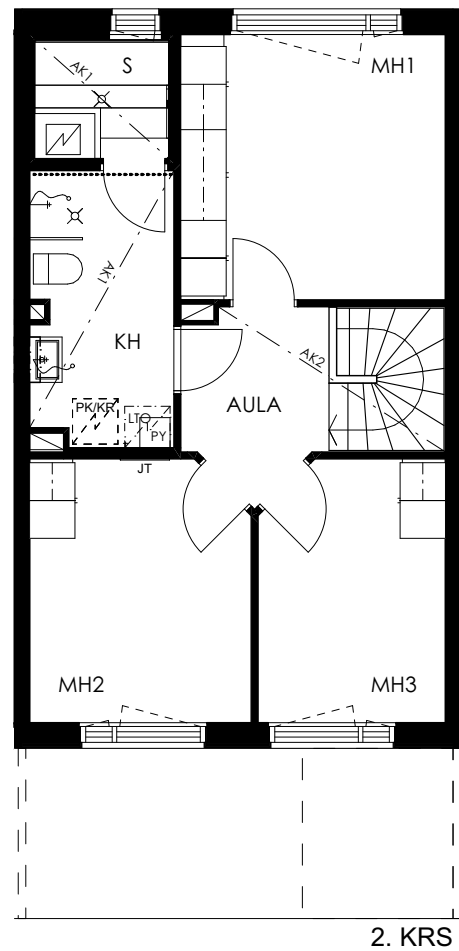 S
AK1
MH1
AK1
KH
AK2
AULA
PK/KR
LTO
PY
JT
MH2
MH3
2. KRS